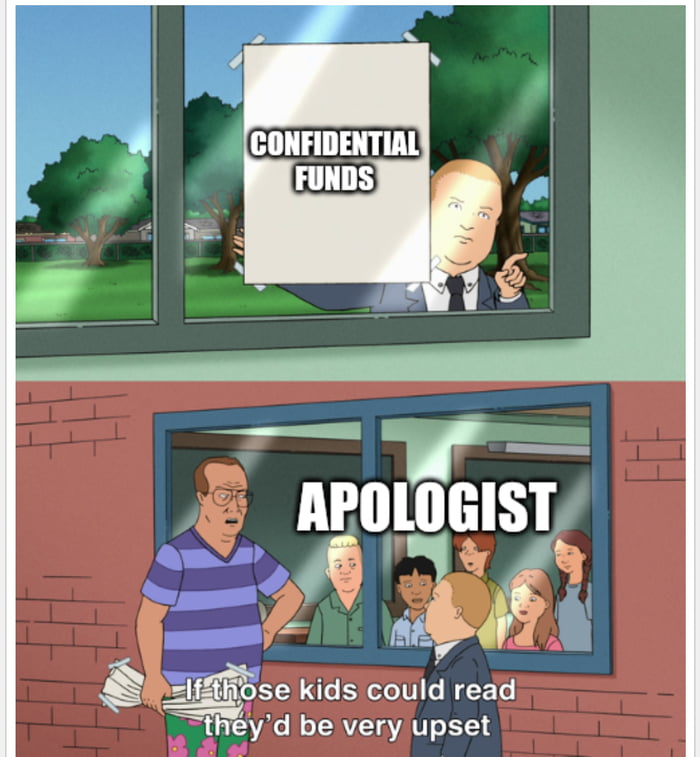 CONFIDENTIAL
FUNDS
APOLOGIST
If those kids could read
they'd be very upset